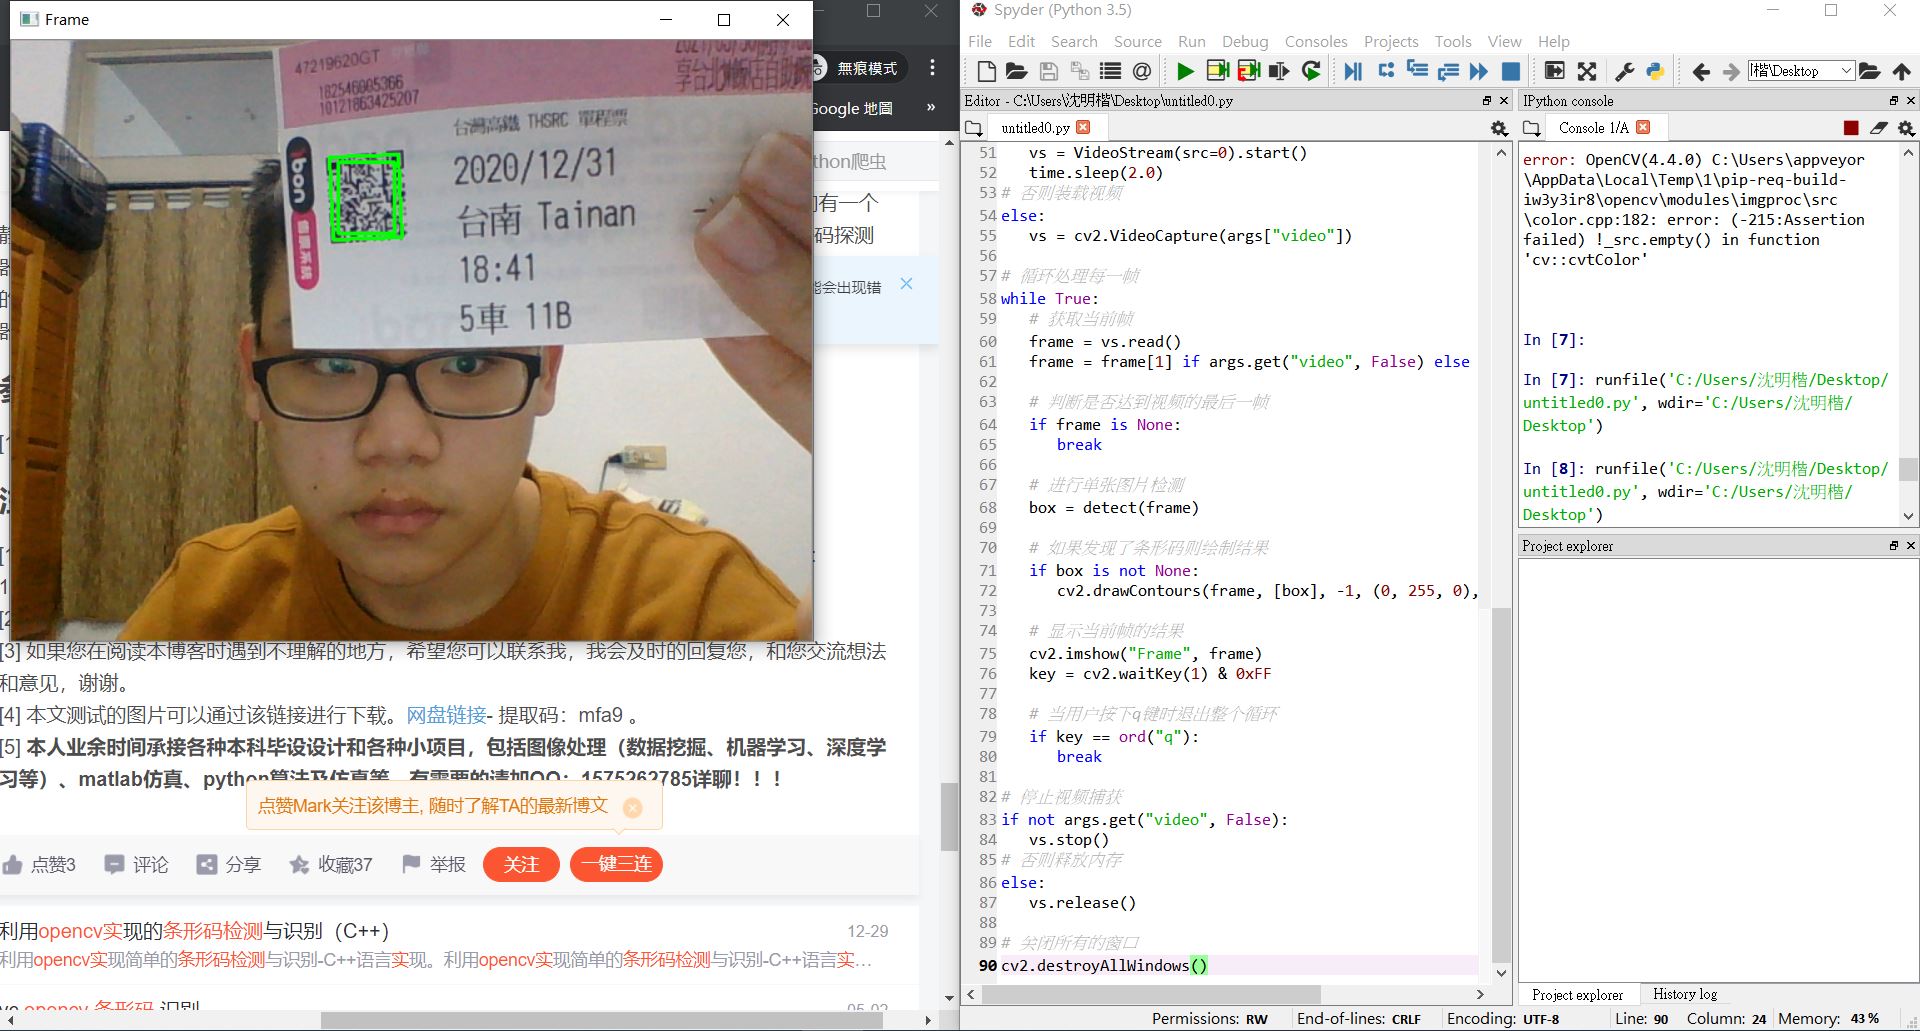 Frame
47219620GT
182546005366
10121863425207
享台北飯店自助
台灣高鐵 THSRC 單程票
2020/12/31
台南 Tainan
18:41
5車 11B
ibon
售票系統
無痕模式
Google 地圖
»
thon爬虫
有一个
码探测
能会出现错
[3] 如果您在阅读本博客时遇到不理解的地方，希望您可以联系我，我会及时的回复您，和您交流想法
和意见，谢谢。
[4] 本文测试的图片可以通过该链接进行下载。网盘链接- 提取码：mfa9 。
[5] 本人业余时间承接各种本科毕设设计和各种小项目，包括图像处理（数据挖掘、机器学习、深度学
习等）、matlab仿真、python算法及仿真等，有需要的请加QQ：1575262785详聊！！！
点赞Mark关注该博主, 随时了解TA的最新博文
点赞3 评论 分享 收藏37 举报 关注 一键三连
利用opencv实现的条形码检测与识别（C++） 12-29
利用opencv实现简单的条形码检测与识别-C++语言实现。利用opencv实现简单的条形码检测与识别-C++语言实…
opencv 条形码 识别 05-02
Spyder (Python 3.5)
File Edit Search Source Run Debug Consoles Projects Tools View Help
Editor - C:\Users\沈明楷\Desktop\untitled0.py
untitled0.py
51 vs = VideoStream(src=0).start()
52 time.sleep(2.0)
53 # 否则装载视频
54 else:
55 vs = cv2.VideoCapture(args["video"])
56
57 # 循环处理每一帧
58 while True:
59 # 获取当前帧
60 frame = vs.read()
61 frame = frame[1] if args.get("video", False) else
62
63 # 判断是否达到视频的最后一帧
64 if frame is None:
65 break
66
67 # 进行单张图片检测
68 box = detect(frame)
69
70 # 如果发现了条形码则绘制结果
71 if box is not None:
72 cv2.drawContours(frame, [box], -1, (0, 255, 0),
73
74 # 显示当前帧的结果
75 cv2.imshow("Frame", frame)
76 key = cv2.waitKey(1) & 0xFF
77
78 # 当用户按下q键时退出整个循环
79 if key == ord("q"):
80 break
81
82 # 停止视频捕获
83 if not args.get("video", False):
84 vs.stop()
85 # 否则释放内存
86 else:
87 vs.release()
88
89 # 关闭所有的窗口
90 cv2.destroyAllWindows()
楷\Desktop
IPython console
Console 1/A
error: OpenCV(4.4.0) C:\Users\appveyor
\AppData\Local\Temp\1\pip-req-build-
iw3y3ir8\opencv\modules\imgproc\src
\color.cpp:182: error: (-215:Assertion
failed) !_src.empty() in function
'cv::cvtColor'
In [7]:
In [7]: runfile('C:/Users/沈明楷/Desktop/
untitled0.py', wdir='C:/Users/沈明楷/
Desktop')
In [8]: runfile('C:/Users/沈明楷/Desktop/
untitled0.py', wdir='C:/Users/沈明楷/
Desktop')
Project explorer
Project explorer History log
Permissions: RW End-of-lines: CRLF Encoding: UTF-8 Line: 90 Column: 24 Memory: 43 %